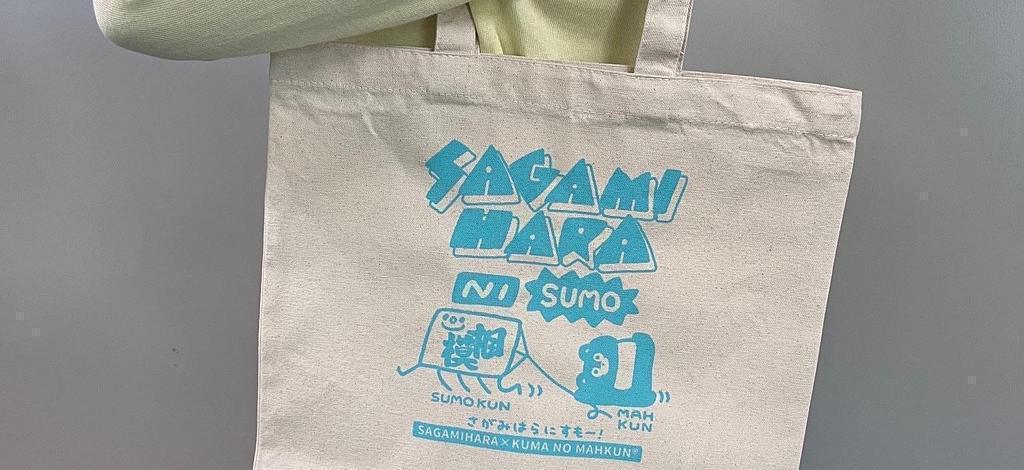 SAGAMI
HARA
NI SUMO
相模
SUMO KUN
MAH
KUN
さがみはらにすもー!
SAGAMIHARA×KUMA NO MAHKUN®